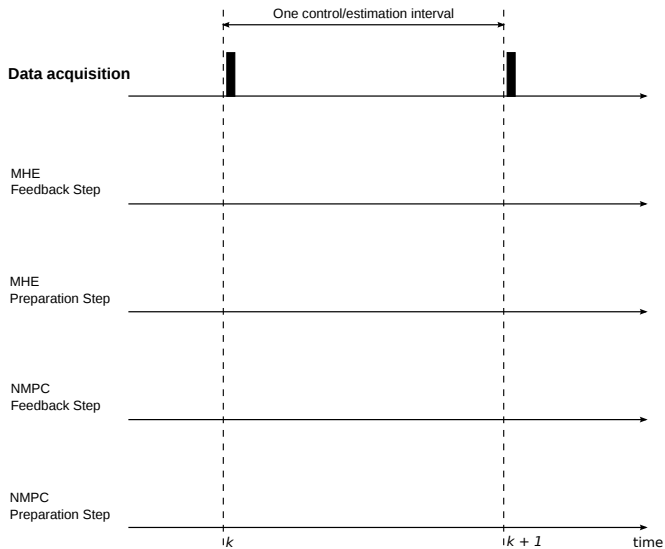 One control/estimation interval
Data acquisition
MHE
Feedback Step
MHE
Preparation Step
NMPC
Feedback Step
NMPC
Preparation Step
k
k + 1
time